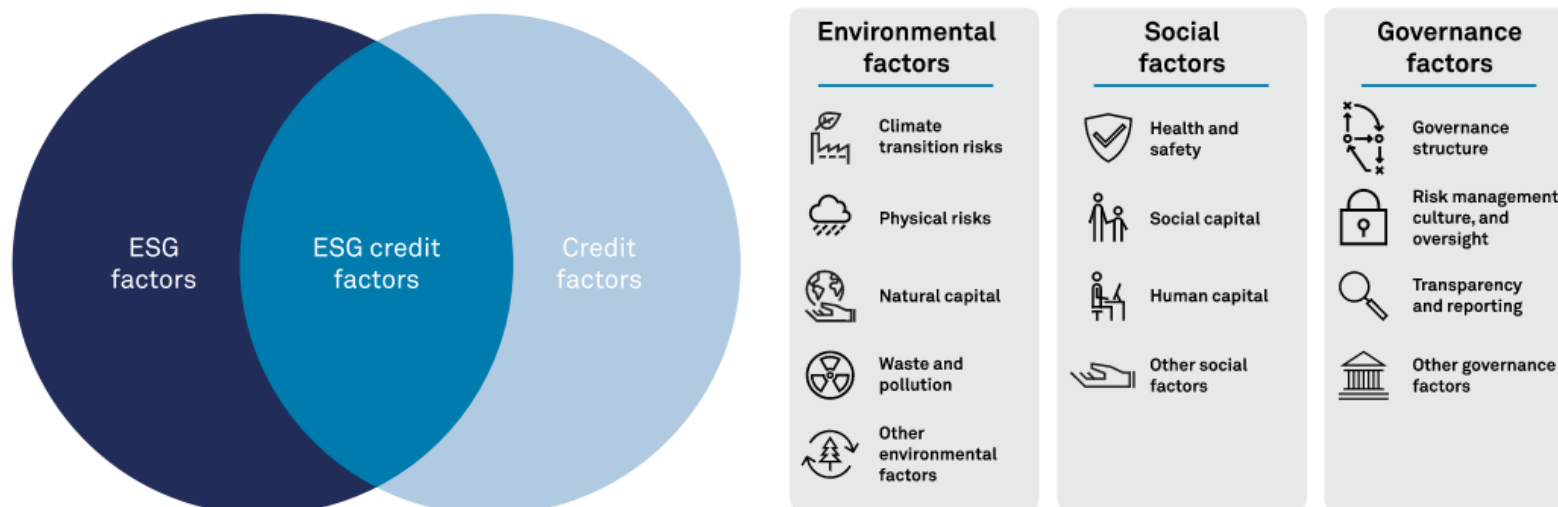 ESG
factors
ESG credit
factors
Credit
factors
Environmental
factors
Climate
transition risks
Physical risks
Natural capital
Waste and
pollution
Other
environmental
factors
Social
factors
Health and
safety
Social capital
Human capital
Other social
factors
Governance
factors
Governance
structure
Risk management
culture, and
oversight
Transparency
and reporting
Other governance
factors